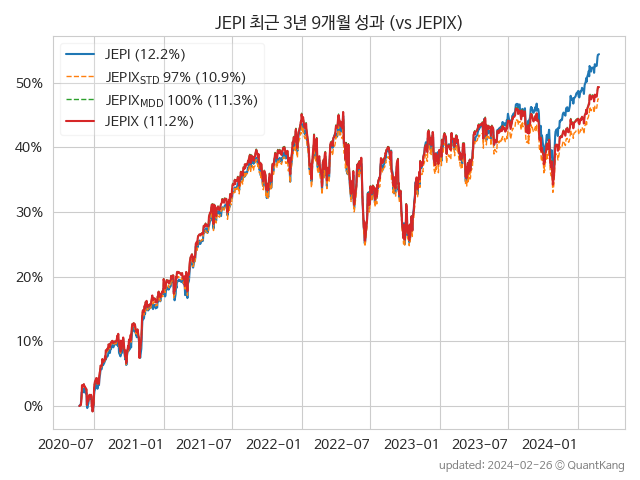 JEPI 최근 3년 9개월 성과 (vs JEPIX)
JEPI (12.2%)
JEPIX_STD 97% (10.9%)
JEPIX_MDD 100% (11.3%)
JEPIX (11.2%)
50%
40%
30%
20%
10%
0%
2020-07 2021-01 2021-07 2022-01 2022-07 2023-01 2023-07 2024-01
updated: 2024-02-26 © QuantKang